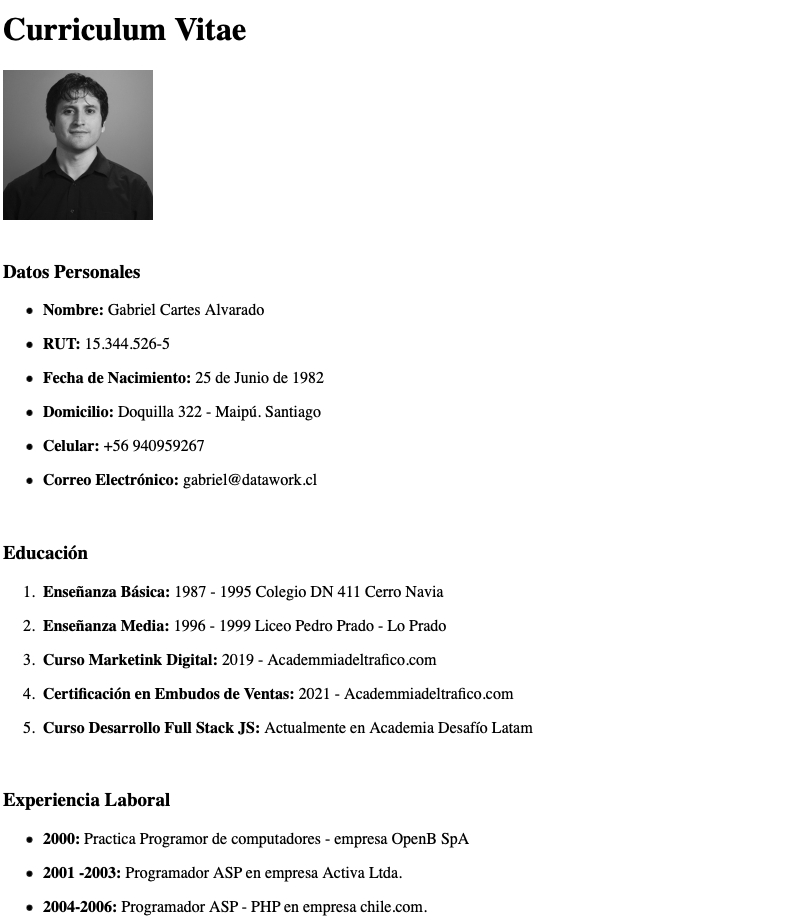 Curriculum Vitae
Datos Personales
Nombre: Gabriel Cartes Alvarado
RUT: 15.344.526-5
Fecha de Nacimiento: 25 de Junio de 1982
Domicilio: Doquilla 322 - Maipú. Santiago
Celular: +56 940959267
Correo Electrónico: gabriel@datawork.cl
Educación
1. Enseñanza Básica: 1987 - 1995 Colegio DN 411 Cerro Navia
2. Enseñanza Media: 1996 - 1999 Liceo Pedro Prado - Lo Prado
3. Curso Marketink Digital: 2019 - Academmiadeltrafico.com
4. Certificación en Embudos de Ventas: 2021 - Academmiadeltrafico.com
5. Curso Desarrollo Full Stack JS: Actualmente en Academia Desafío Latam
Experiencia Laboral
2000: Practica Programor de computadores - empresa OpenB SpA
2001 -2003: Programador ASP en empresa Activa Ltda.
2004-2006: Programador ASP - PHP en empresa chile.com.